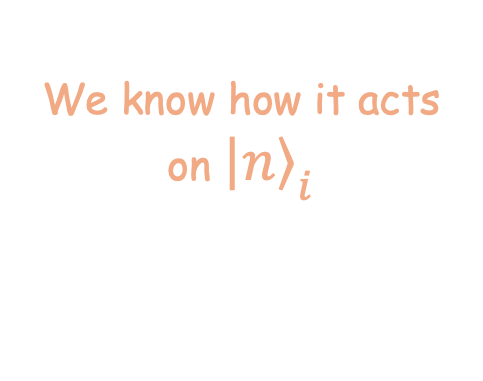 We know how it acts
on |n⟩ᵢ